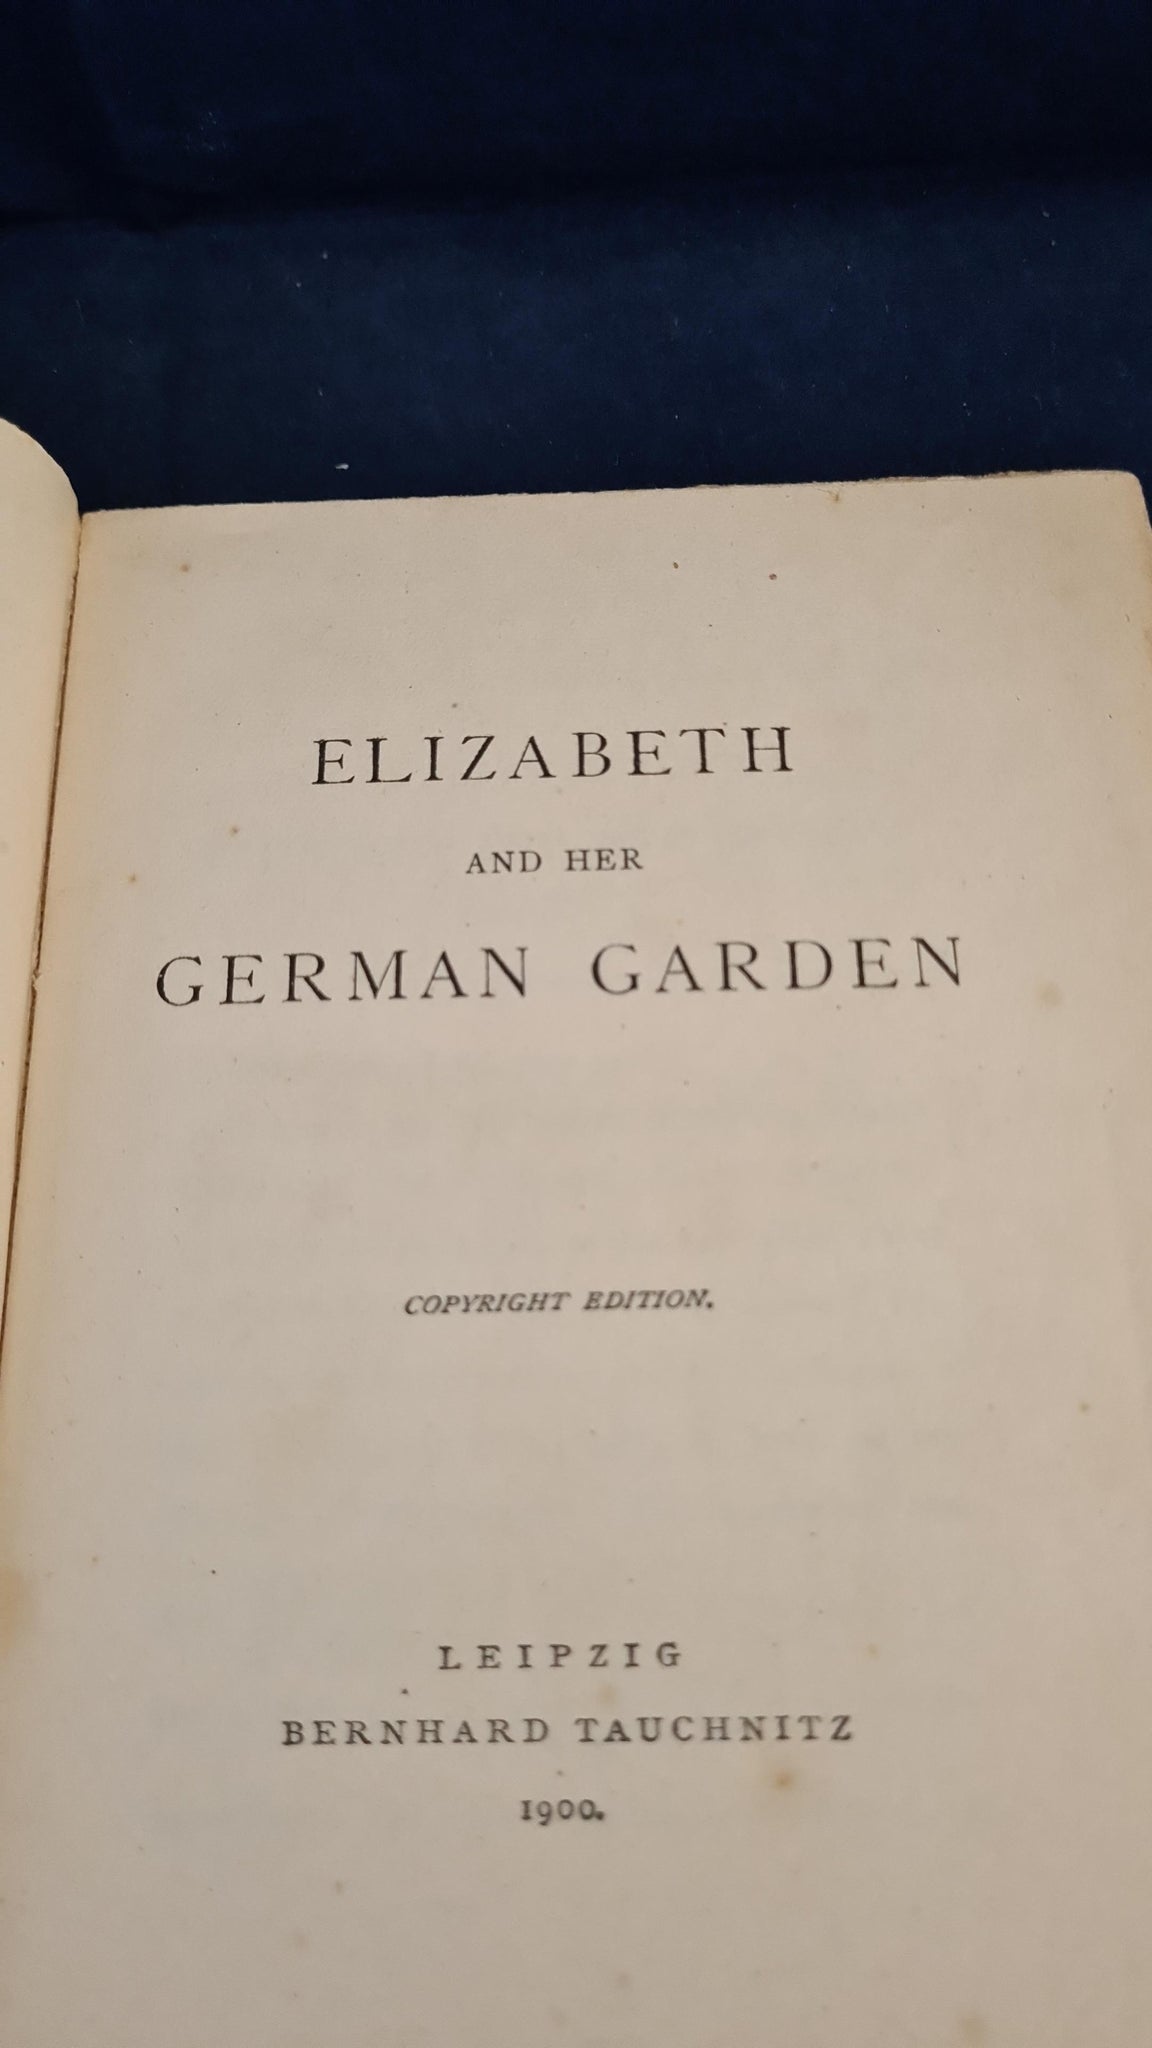 ELIZABETH
AND HER
GERMAN GARDEN
COPYRIGHT EDITION.
LEIPZIG
BERNHARD TAUCHNITZ
1900.